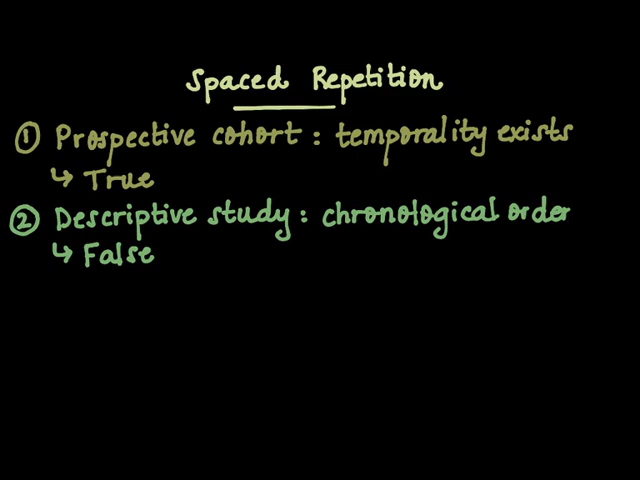 Spaced Repetition
① Prospective cohort : temporality exists
↳ True
② Descriptive study : chronological order
↳ False